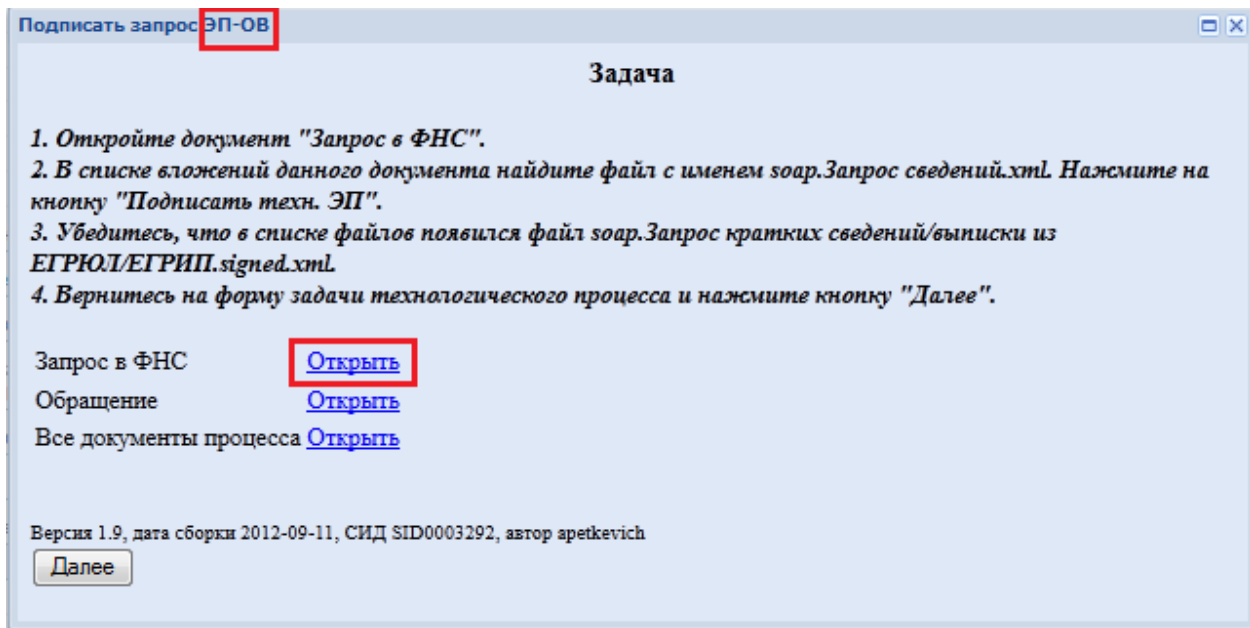 Подписать запрос ЭП-ОВ
Задача
1. Откройте документ "Запрос в ФНС".
2. В списке вложений данного документа найдите файл с именем soap.Запрос сведений.xml. Нажмите на
кнопку "Подписать техн. ЭП".
3. Убедитесь, что в списке файлов появился файл soap.Запрос кратких сведений/выписки из
ЕГРЮЛ/ЕГРИП.signed.xml.
4. Вернитесь на форму задачи технологического процесса и нажмите кнопку "Далее".
Запрос в ФНС Открыть
Обращение Открыть
Все документы процесса Открыть
Версия 1.9, дата сборки 2012-09-11, СИД SID0003292, автор apetkevich
Далее